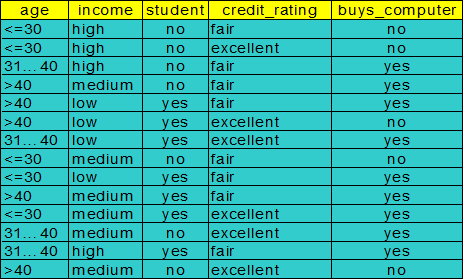 age income student credit_rating buys_computer
<=30 high no fair no
<=30 high no excellent no
31…40 high no fair yes
>40 medium no fair yes
>40 low yes fair yes
>40 low yes excellent no
31…40 low yes excellent yes
<=30 medium no fair no
<=30 low yes fair yes
>40 medium yes fair yes
<=30 medium yes excellent yes
31…40 medium no excellent yes
31…40 high yes fair yes
>40 medium no excellent no